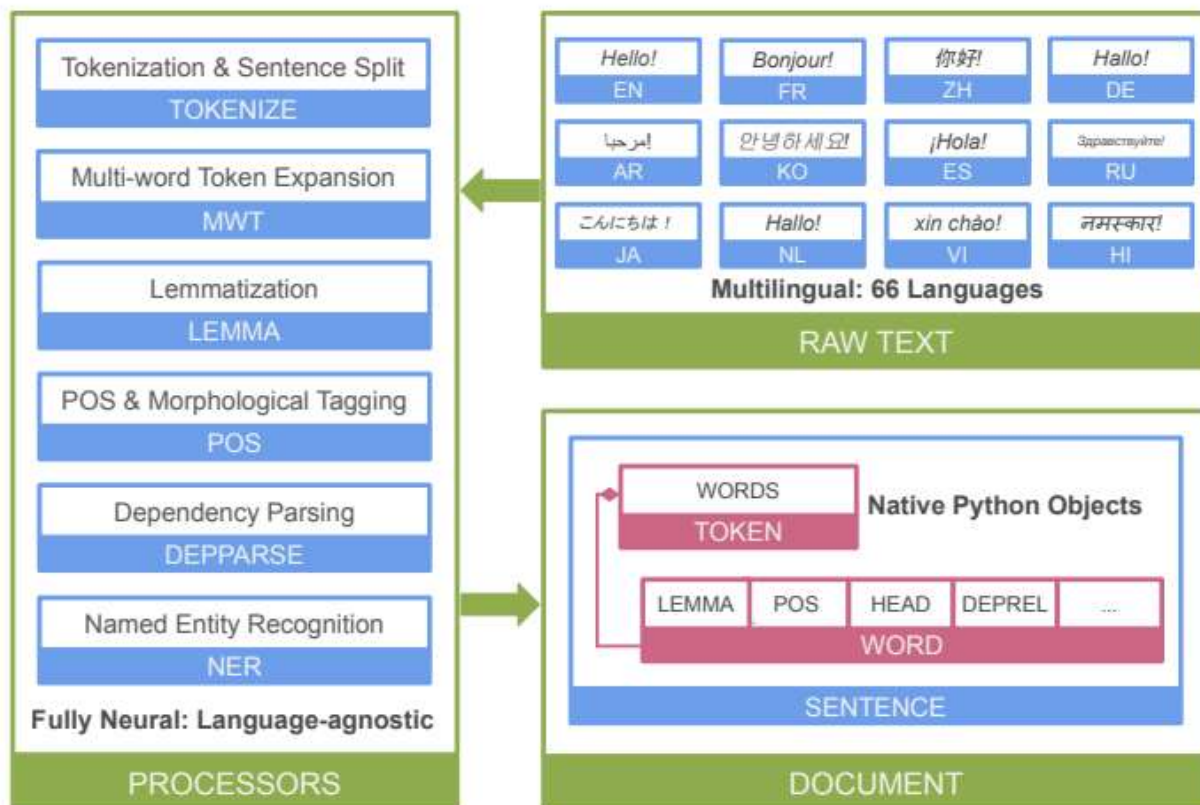 Tokenization & Sentence Split
TOKENIZE
Multi-word Token Expansion
MWT
Lemmatization
LEMMA
POS & Morphological Tagging
POS
Dependency Parsing
DEPPARSE
Named Entity Recognition
NER
Fully Neural: Language-agnostic
PROCESSORS
Hello!
EN
Bonjour!
FR
你好!
ZH
Hallo!
DE
مرحبا!
AR
안녕하세요!
KO
¡Hola!
ES
Здравствуйте!
RU
こんにちは！
JA
Hallo!
NL
xin chào!
VI
नमस्कार!
HI
Multilingual: 66 Languages
RAW TEXT
WORDS
TOKEN
Native Python Objects
LEMMA POS HEAD DEPREL ...
WORD
SENTENCE
DOCUMENT